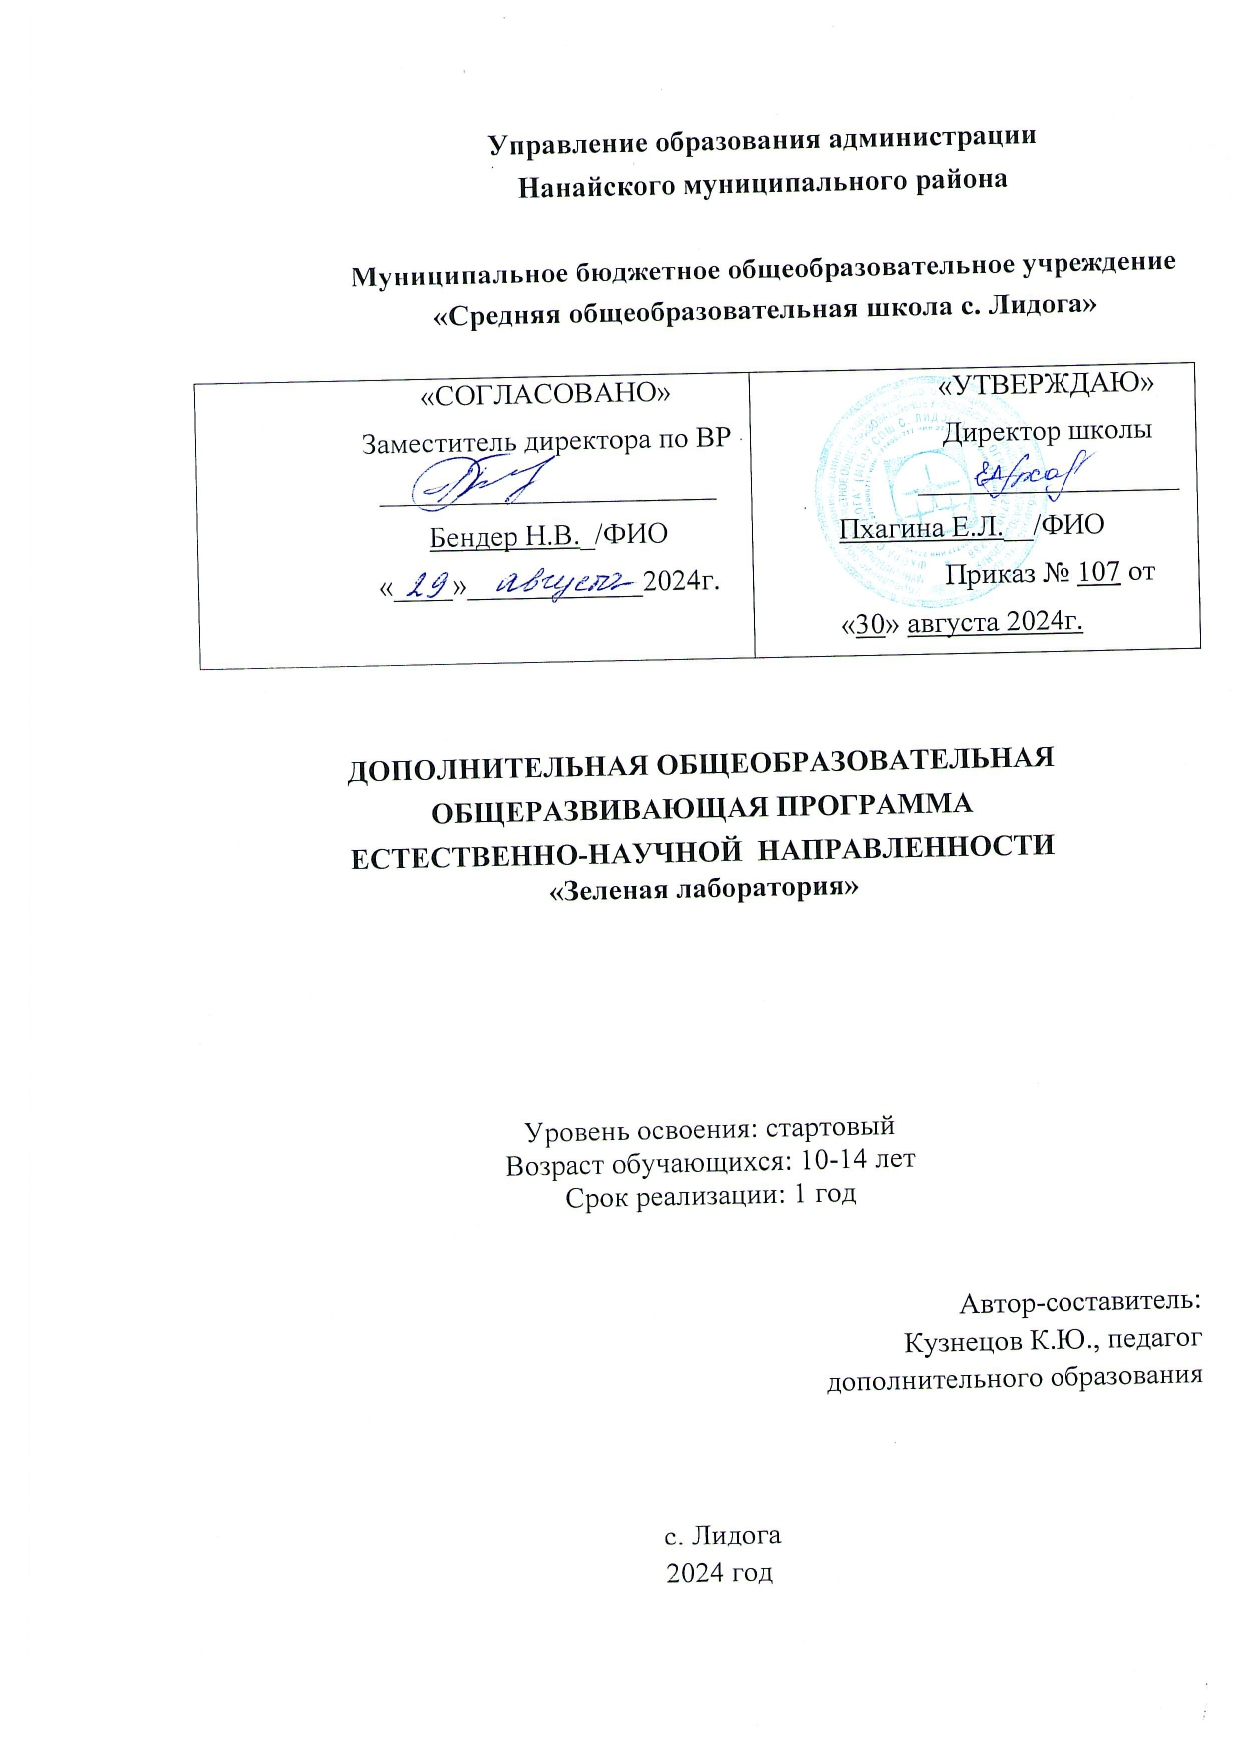 Управление образования администрации
Нанайского муниципального района
Муниципальное бюджетное общеобразовательное учреждение
«Средняя общеобразовательная школа с. Лидога»
«СОГЛАСОВАНО»
Заместитель директора по ВР
Бендер Н.В. /ФИО
«29» августа 2024г.
«УТВЕРЖДАЮ»
Директор школы
Пхагина Е.Л. /ФИО
Приказ № 107 от
«30» августа 2024г.
ДОПОЛНИТЕЛЬНАЯ ОБЩЕОБРАЗОВАТЕЛЬНАЯ
ОБЩЕРАЗВИВАЮЩАЯ ПРОГРАММА
ЕСТЕСТВЕННО-НАУЧНОЙ НАПРАВЛЕННОСТИ
«Зеленая лаборатория»
Уровень освоения: стартовый
Возраст обучающихся: 10-14 лет
Срок реализации: 1 год
Автор-составитель:
Кузнецов К.Ю., педагог
дополнительного образования
с. Лидога
2024 год